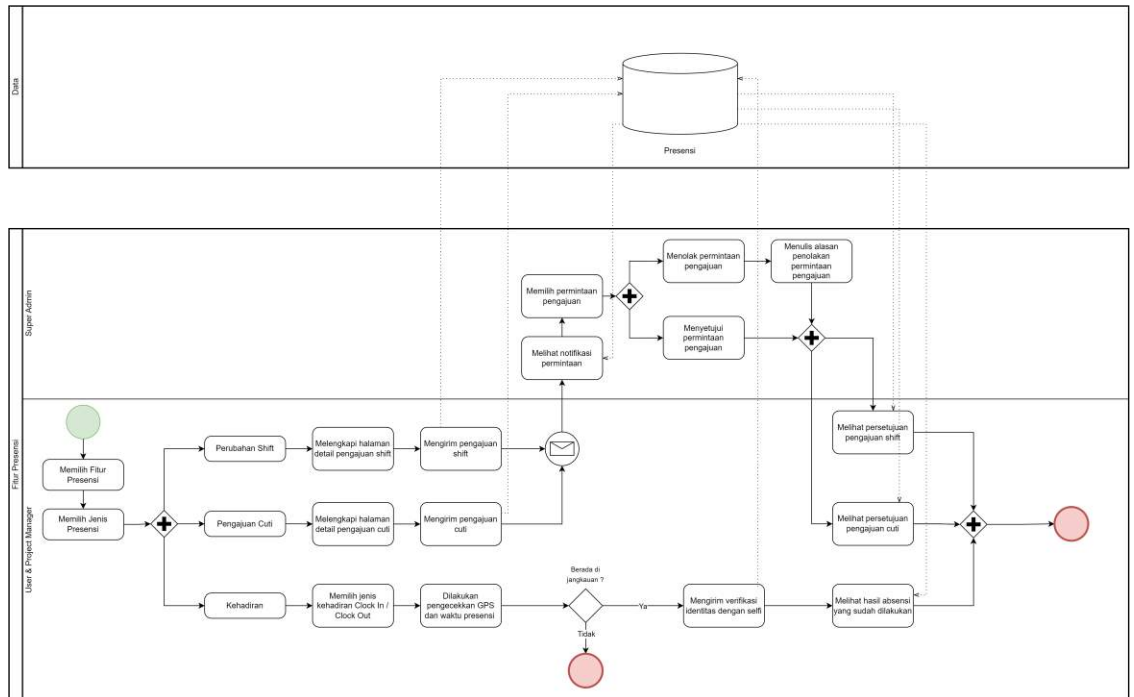 Data
Presensi
Fitur Presensi
Super Admin
Menolak permintaan
pengajuan
Menulis alasan
penolakan
permintaan
pengajuan
Memilih permintaan
pengajuan
Menyetujui
permintaan
pengajuan
Melihat notifikasi
permintaan
User & Project Manager
Memilih Fitur
Presensi
Memilih Jenis
Presensi
Perubahan Shift
Melengkapi halaman
detail pengajuan shift
Mengirim pengajuan
shift
Melihat persetujuan
pengajuan shift
Pengajuan Cuti
Melengkapi halaman
detail pengajuan cuti
Mengirim pengajuan
cuti
Melihat persetujuan
pengajuan cuti
Kehadiran
Memilih jenis
kehadiran Clock In /
Clock Out
Dilakukan
pengecekkan GPS
dan waktu presensi
Berada di
jangkauan ?
Ya
Tidak
Mengirim verifikasi
identitas dengan selfi
Melihat hasil absensi
yang sudah dilakukan